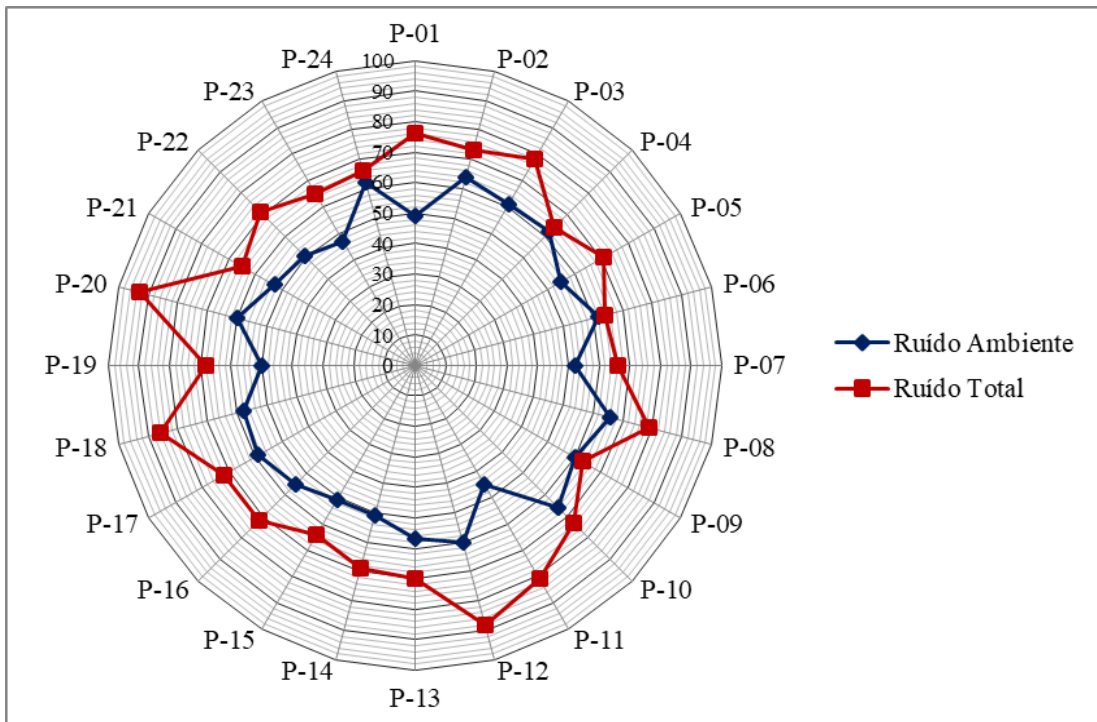 P-01
P-02
P-03
P-04
P-05
P-06
P-07
P-08
P-09
P-10
P-11
P-12
P-13
P-14
P-15
P-16
P-17
P-18
P-19
P-20
P-21
P-22
P-23
P-24
100
90
80
70
60
50
40
30
20
10
0
Ruído Ambiente
Ruído Total